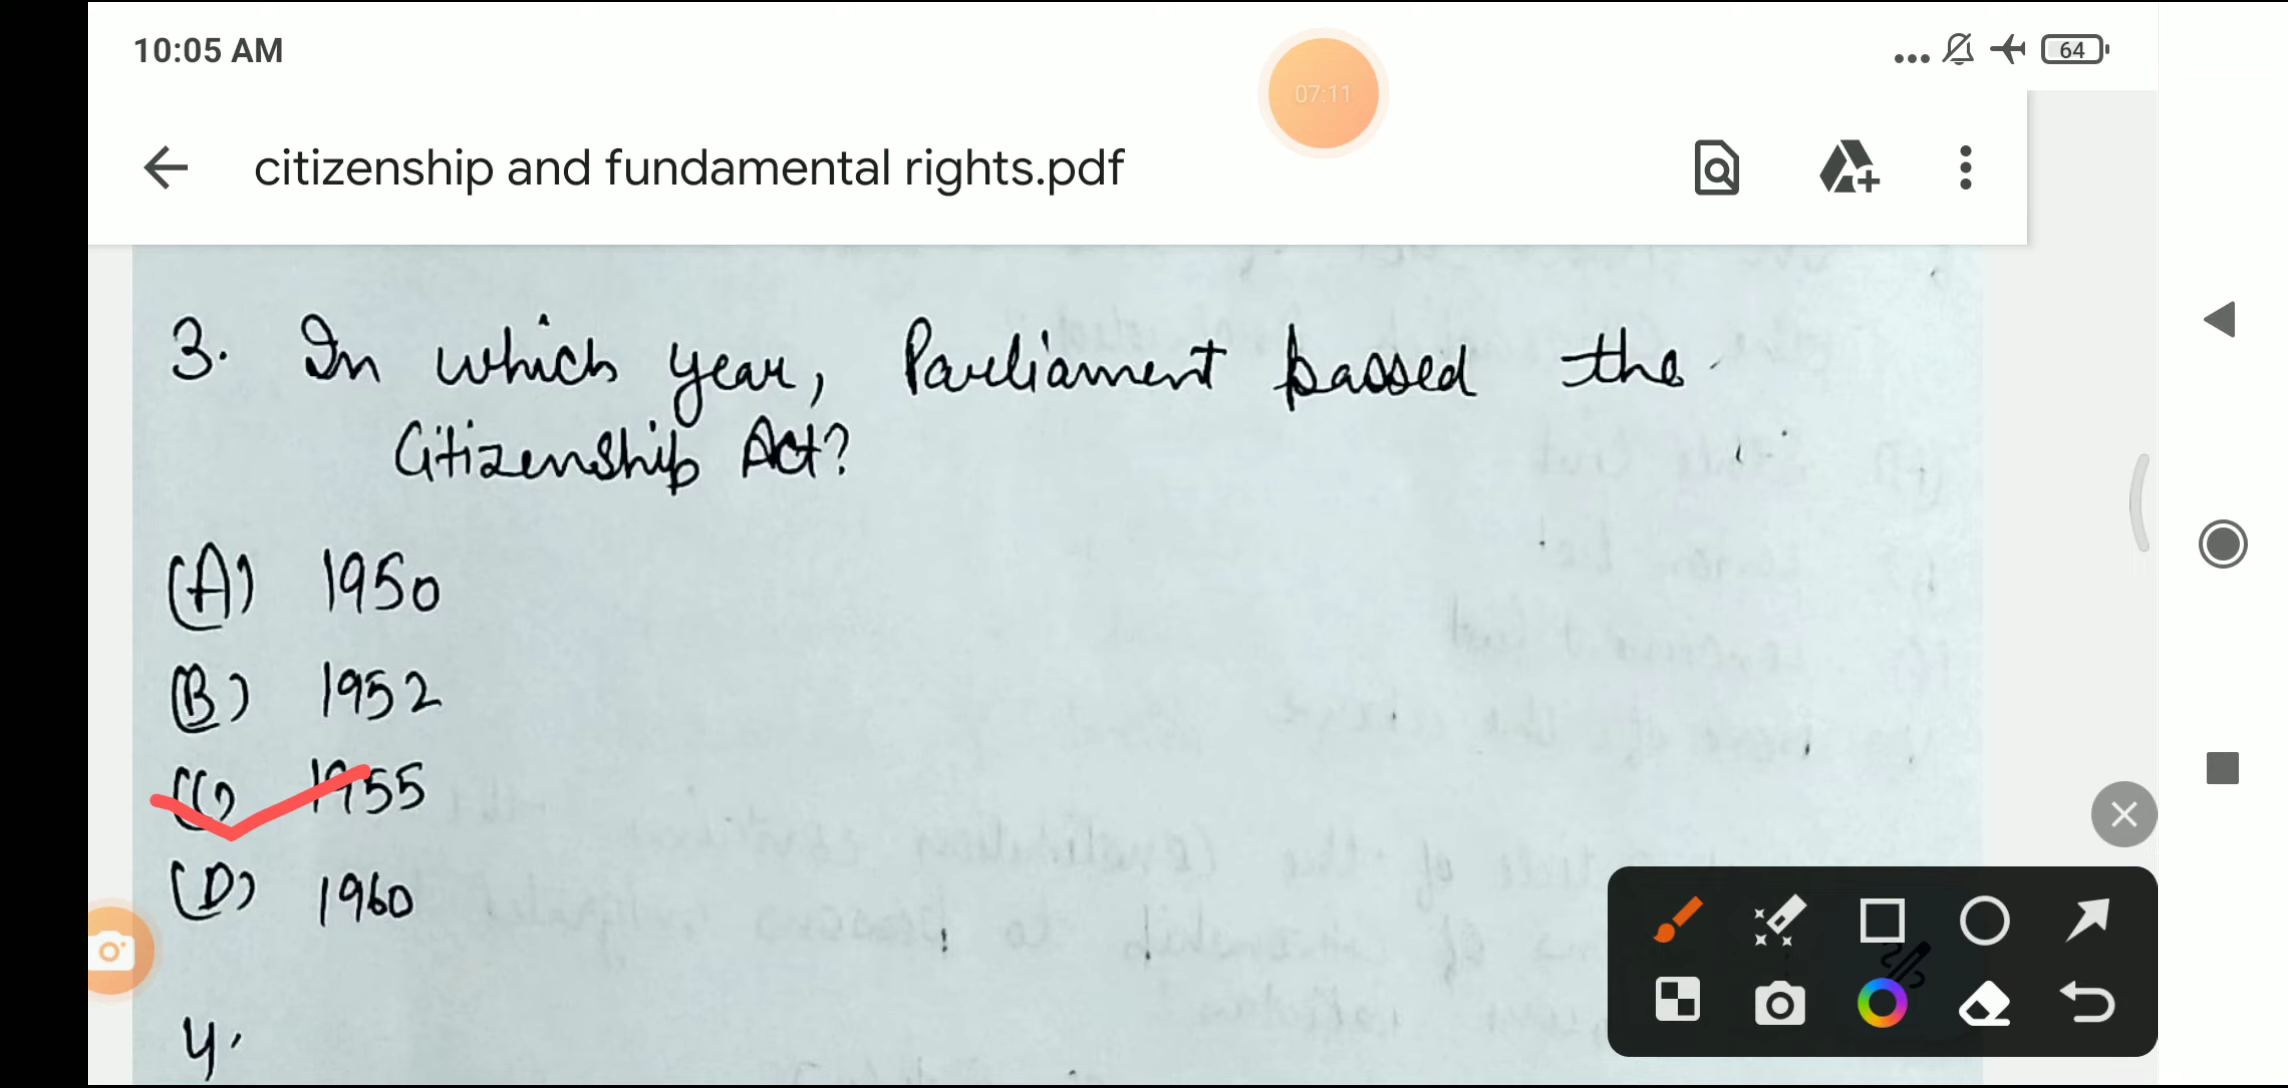 10:05 AM
64
07:11
citizenship and fundamental rights.pdf
3. In which year, Parliament passed the
Citizenship Act?
(A) 1950
(B) 1952
(C) 1955
(D) 1960
4.